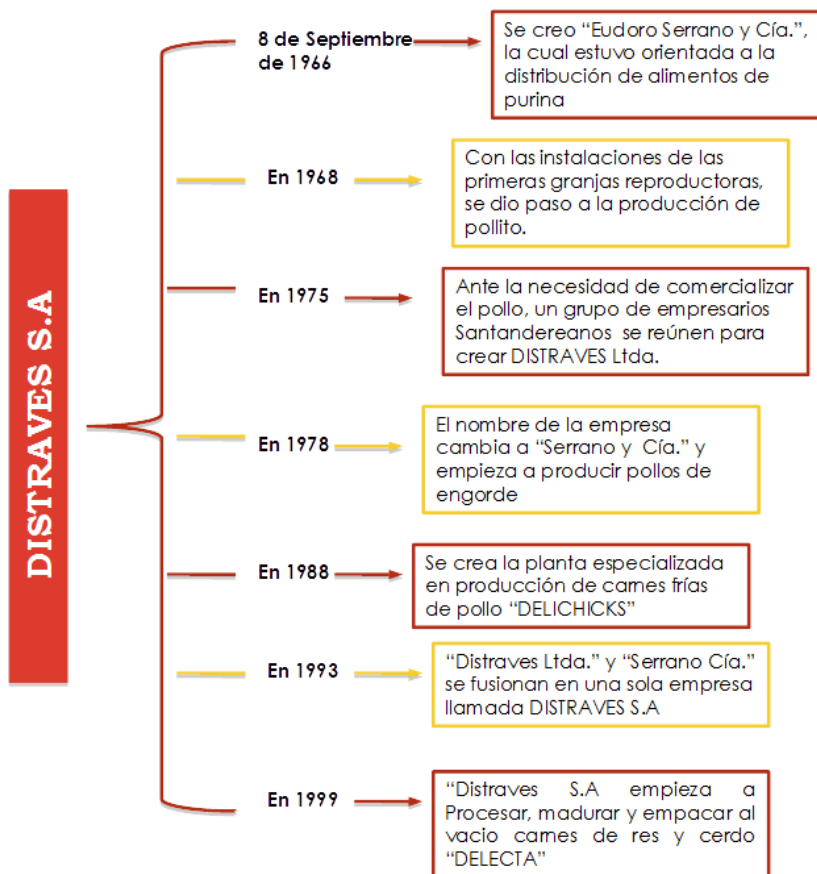 DISTRAVES S.A
8 de Septiembre
de 1966
Se creo “Eudoro Serrano y Cía.”,
la cual estuvo orientada a la
distribución de alimentos de
purina
En 1968
Con las instalaciones de las
primeras granjas reproductoras,
se dio paso a la producción de
pollito.
En 1975
Ante la necesidad de comercializar
el pollo, un grupo de empresarios
Santandereanos se reúnen para
crear DISTRAVES Ltda.
En 1978
El nombre de la empresa
cambia a “Serrano y Cía.” y
empieza a producir pollos de
engorde
En 1988
Se crea la planta especializada
en producción de carnes frías
de pollo “DELICHICKS”
En 1993
“Distraves Ltda.” y “Serrano Cía.”
se fusionan en una sola empresa
llamada DISTRAVES S.A
En 1999
“Distraves S.A empieza a
Procesar, madurar y empacar al
vacio carnes de res y cerdo
“DELECTA”